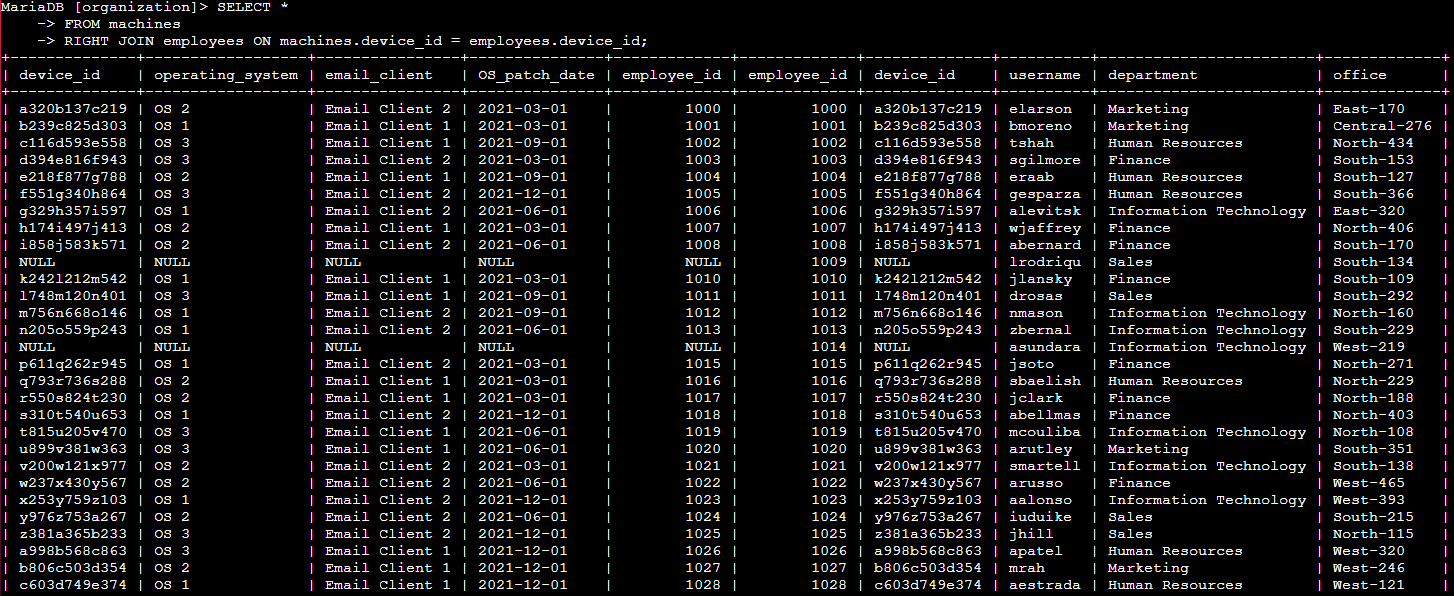 MariaDB [organization]> SELECT *
    -> FROM machines
    -> RIGHT JOIN employees ON machines.device_id = employees.device_id;
+--------------+------------------+----------------+---------------+-------------+-------------+--------------+----------+------------------------+-------------+
| device_id    | operating_system | email_client   | OS_patch_date | employee_id | employee_id | device_id    | username | department             | office      |
+--------------+------------------+----------------+---------------+-------------+-------------+--------------+----------+------------------------+-------------+
| a320b137c219 | OS 2             | Email Client 2 | 2021-03-01    |        1000 |        1000 | a320b137c219 | elarson  | Marketing              | East-170    |
| b239c825d303 | OS 1             | Email Client 1 | 2021-03-01    |        1001 |        1001 | b239c825d303 | bmoreno  | Marketing              | Central-276 |
| c116d593e558 | OS 3             | Email Client 1 | 2021-09-01    |        1002 |        1002 | c116d593e558 | tshah    | Human Resources        | North-434   |
| d394e816f943 | OS 3             | Email Client 2 | 2021-03-01    |        1003 |        1003 | d394e816f943 | sgilmore | Finance                | South-153   |
| e218f877g788 | OS 2             | Email Client 1 | 2021-09-01    |        1004 |        1004 | e218f877g788 | eraab    | Human Resources        | South-127   |
| f551g340h864 | OS 3             | Email Client 2 | 2021-12-01    |        1005 |        1005 | f551g340h864 | gesparza | Human Resources        | South-366   |
| g329h357i597 | OS 1             | Email Client 2 | 2021-06-01    |        1006 |        1006 | g329h357i597 | alevitsk | Information Technology | East-320    |
| h174i497j413 | OS 2             | Email Client 1 | 2021-03-01    |        1007 |        1007 | h174i497j413 | wjaffrey | Finance                | North-406   |
| i858j583k571 | OS 2             | Email Client 2 | 2021-06-01    |        1008 |        1008 | i858j583k571 | abernard | Finance                | South-170   |
| NULL         | NULL             | NULL           | NULL          |        NULL |        1009 | NULL         | lrodriqu | Sales                  | South-134   |
| k242l212m542 | OS 1             | Email Client 1 | 2021-03-01    |        1010 |        1010 | k242l212m542 | jlansky  | Finance                | South-109   |
| l748m120n401 | OS 3             | Email Client 1 | 2021-09-01    |        1011 |        1011 | l748m120n401 | drosas   | Sales                  | South-292   |
| m756n668o146 | OS 1             | Email Client 2 | 2021-09-01    |        1012 |        1012 | m756n668o146 | nmason   | Information Technology | North-160   |
| n205o559p243 | OS 1             | Email Client 2 | 2021-06-01    |        1013 |        1013 | n205o559p243 | zbernal  | Information Technology | South-229   |
| NULL         | NULL             | NULL           | NULL          |        NULL |        1014 | NULL         | asundara | Information Technology | West-219    |
| p611q262r945 | OS 1             | Email Client 2 | 2021-03-01    |        1015 |        1015 | p611q262r945 | jsoto    | Finance                | North-271   |
| q793r736s288 | OS 2             | Email Client 1 | 2021-03-01    |        1016 |        1016 | q793r736s288 | sbaelish | Human Resources        | North-229   |
| r550s824t230 | OS 2             | Email Client 1 | 2021-03-01    |        1017 |        1017 | r550s824t230 | jclark   | Finance                | North-188   |
| s310t540u653 | OS 1             | Email Client 2 | 2021-12-01    |        1018 |        1018 | s310t540u653 | abellmas | Finance                | North-403   |
| t815u205v470 | OS 3             | Email Client 1 | 2021-06-01    |        1019 |        1019 | t815u205v470 | mcouliba | Information Technology | North-108   |
| u899v381w363 | OS 3             | Email Client 1 | 2021-06-01    |        1020 |        1020 | u899v381w363 | arutley  | Marketing              | South-351   |
| v200w121x977 | OS 2             | Email Client 2 | 2021-03-01    |        1021 |        1021 | v200w121x977 | smartell | Information Technology | South-138   |
| w237x430y567 | OS 2             | Email Client 2 | 2021-06-01    |        1022 |        1022 | w237x430y567 | arusso   | Finance                | West-465    |
| x253y759z103 | OS 1             | Email Client 2 | 2021-12-01    |        1023 |        1023 | x253y759z103 | aalonso  | Information Technology | West-393    |
| y976z753a267 | OS 2             | Email Client 2 | 2021-06-01    |        1024 |        1024 | y976z753a267 | iuduike  | Sales                  | South-215   |
| z381a365b233 | OS 3             | Email Client 2 | 2021-12-01    |        1025 |        1025 | z381a365b233 | jhill    | Sales                  | North-115   |
| a998b568c863 | OS 3             | Email Client 1 | 2021-12-01    |        1026 |        1026 | a998b568c863 | apatel   | Human Resources        | West-320    |
| b806c503d354 | OS 2             | Email Client 1 | 2021-12-01    |        1027 |        1027 | b806c503d354 | mrah     | Marketing              | West-246    |
| c603d749e374 | OS 1             | Email Client 1 | 2021-12-01    |        1028 |        1028 | c603d749e374 | aestrada | Human Resources        | West-121    |